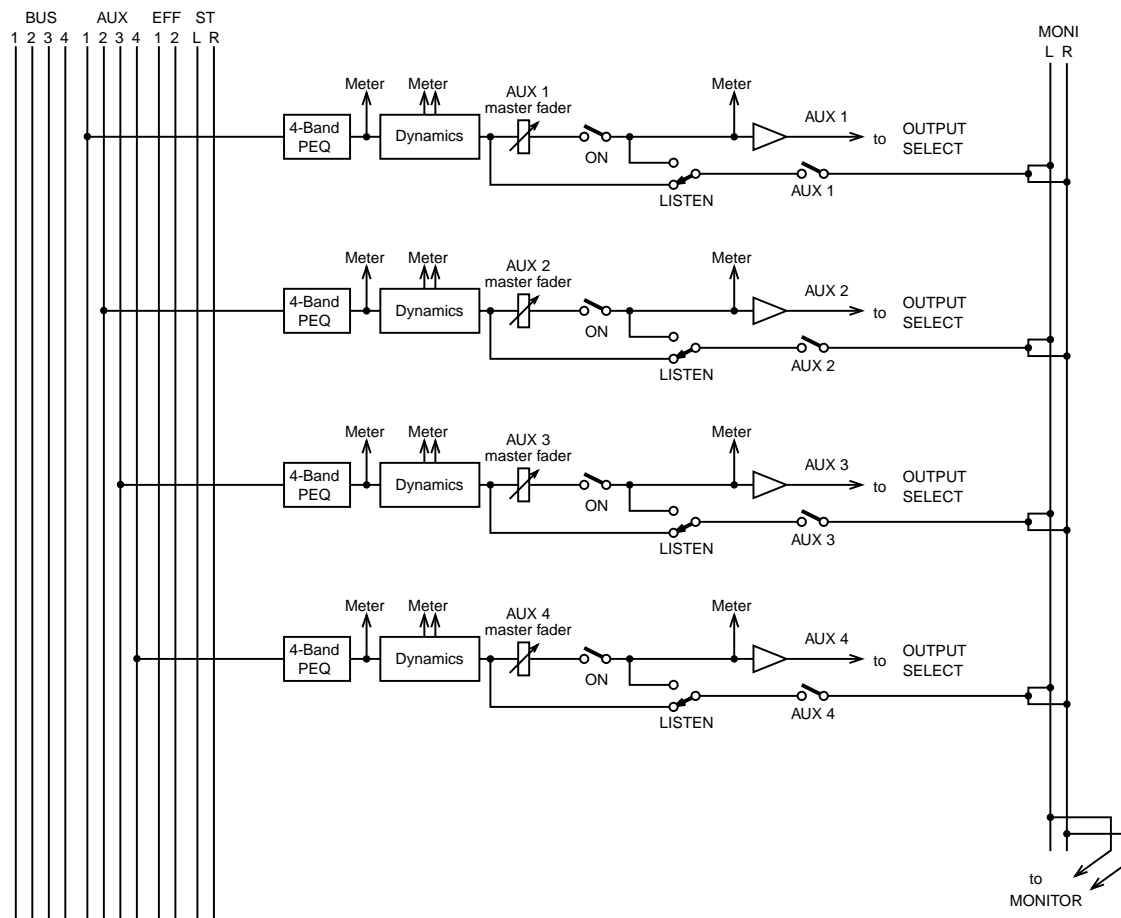 BUS AUX EFF ST
1 2 3 4 1 2 3 4 1 2 L R
MONI
L R
Meter Meter AUX 1 master fader Meter
4-Band PEQ Dynamics ON AUX 1 to OUTPUT SELECT
LISTEN AUX 1
Meter Meter AUX 2 master fader Meter
4-Band PEQ Dynamics ON AUX 2 to OUTPUT SELECT
LISTEN AUX 2
Meter Meter AUX 3 master fader Meter
4-Band PEQ Dynamics ON AUX 3 to OUTPUT SELECT
LISTEN AUX 3
Meter Meter AUX 4 master fader Meter
4-Band PEQ Dynamics ON AUX 4 to OUTPUT SELECT
LISTEN AUX 4
to
MONITOR